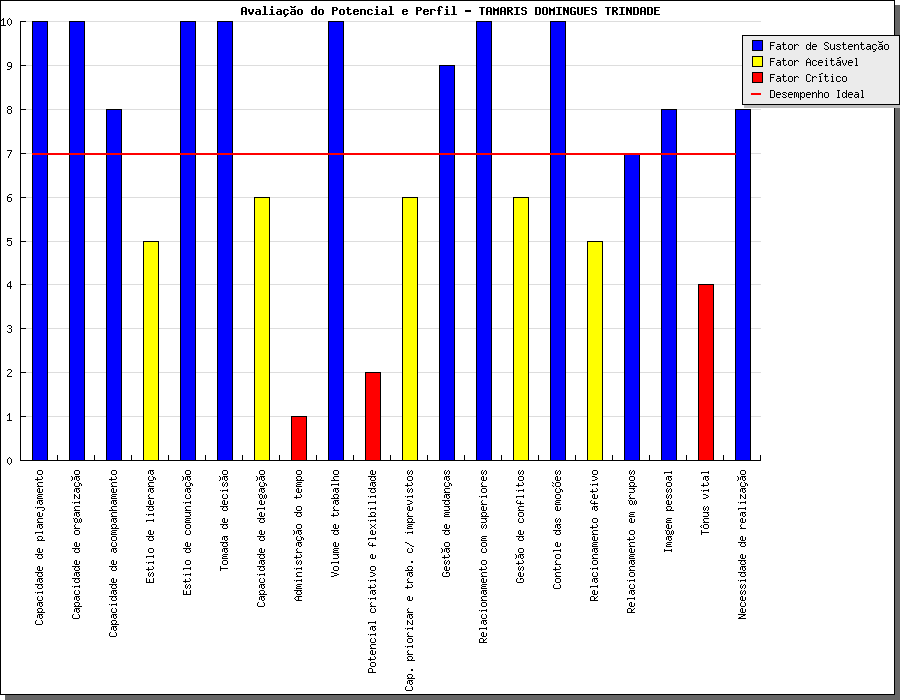 Avaliação do Potencial e Perfil - TAMARIS DOMINGUES TRINDADE
10
9
8
7
6
5
4
3
2
1
0
Fator de Sustentação
Fator Aceitável
Fator Crítico
Desempenho Ideal
Capacidade de planejamento
Capacidade de organização
Capacidade de acompanhamento
Estilo de liderança
Estilo de comunicação
Tomada de decisão
Capacidade de delegação
Administração do tempo
Volume de trabalho
Potencial criativo e flexibilidade
Cap. priorizar e trab. c/ imprevistos
Gestão de mudanças
Relacionamento com superiores
Gestão de conflitos
Controle das emoções
Relacionamento afetivo
Relacionamento em grupos
Imagem pessoal
Tônus vital
Necessidade de realização